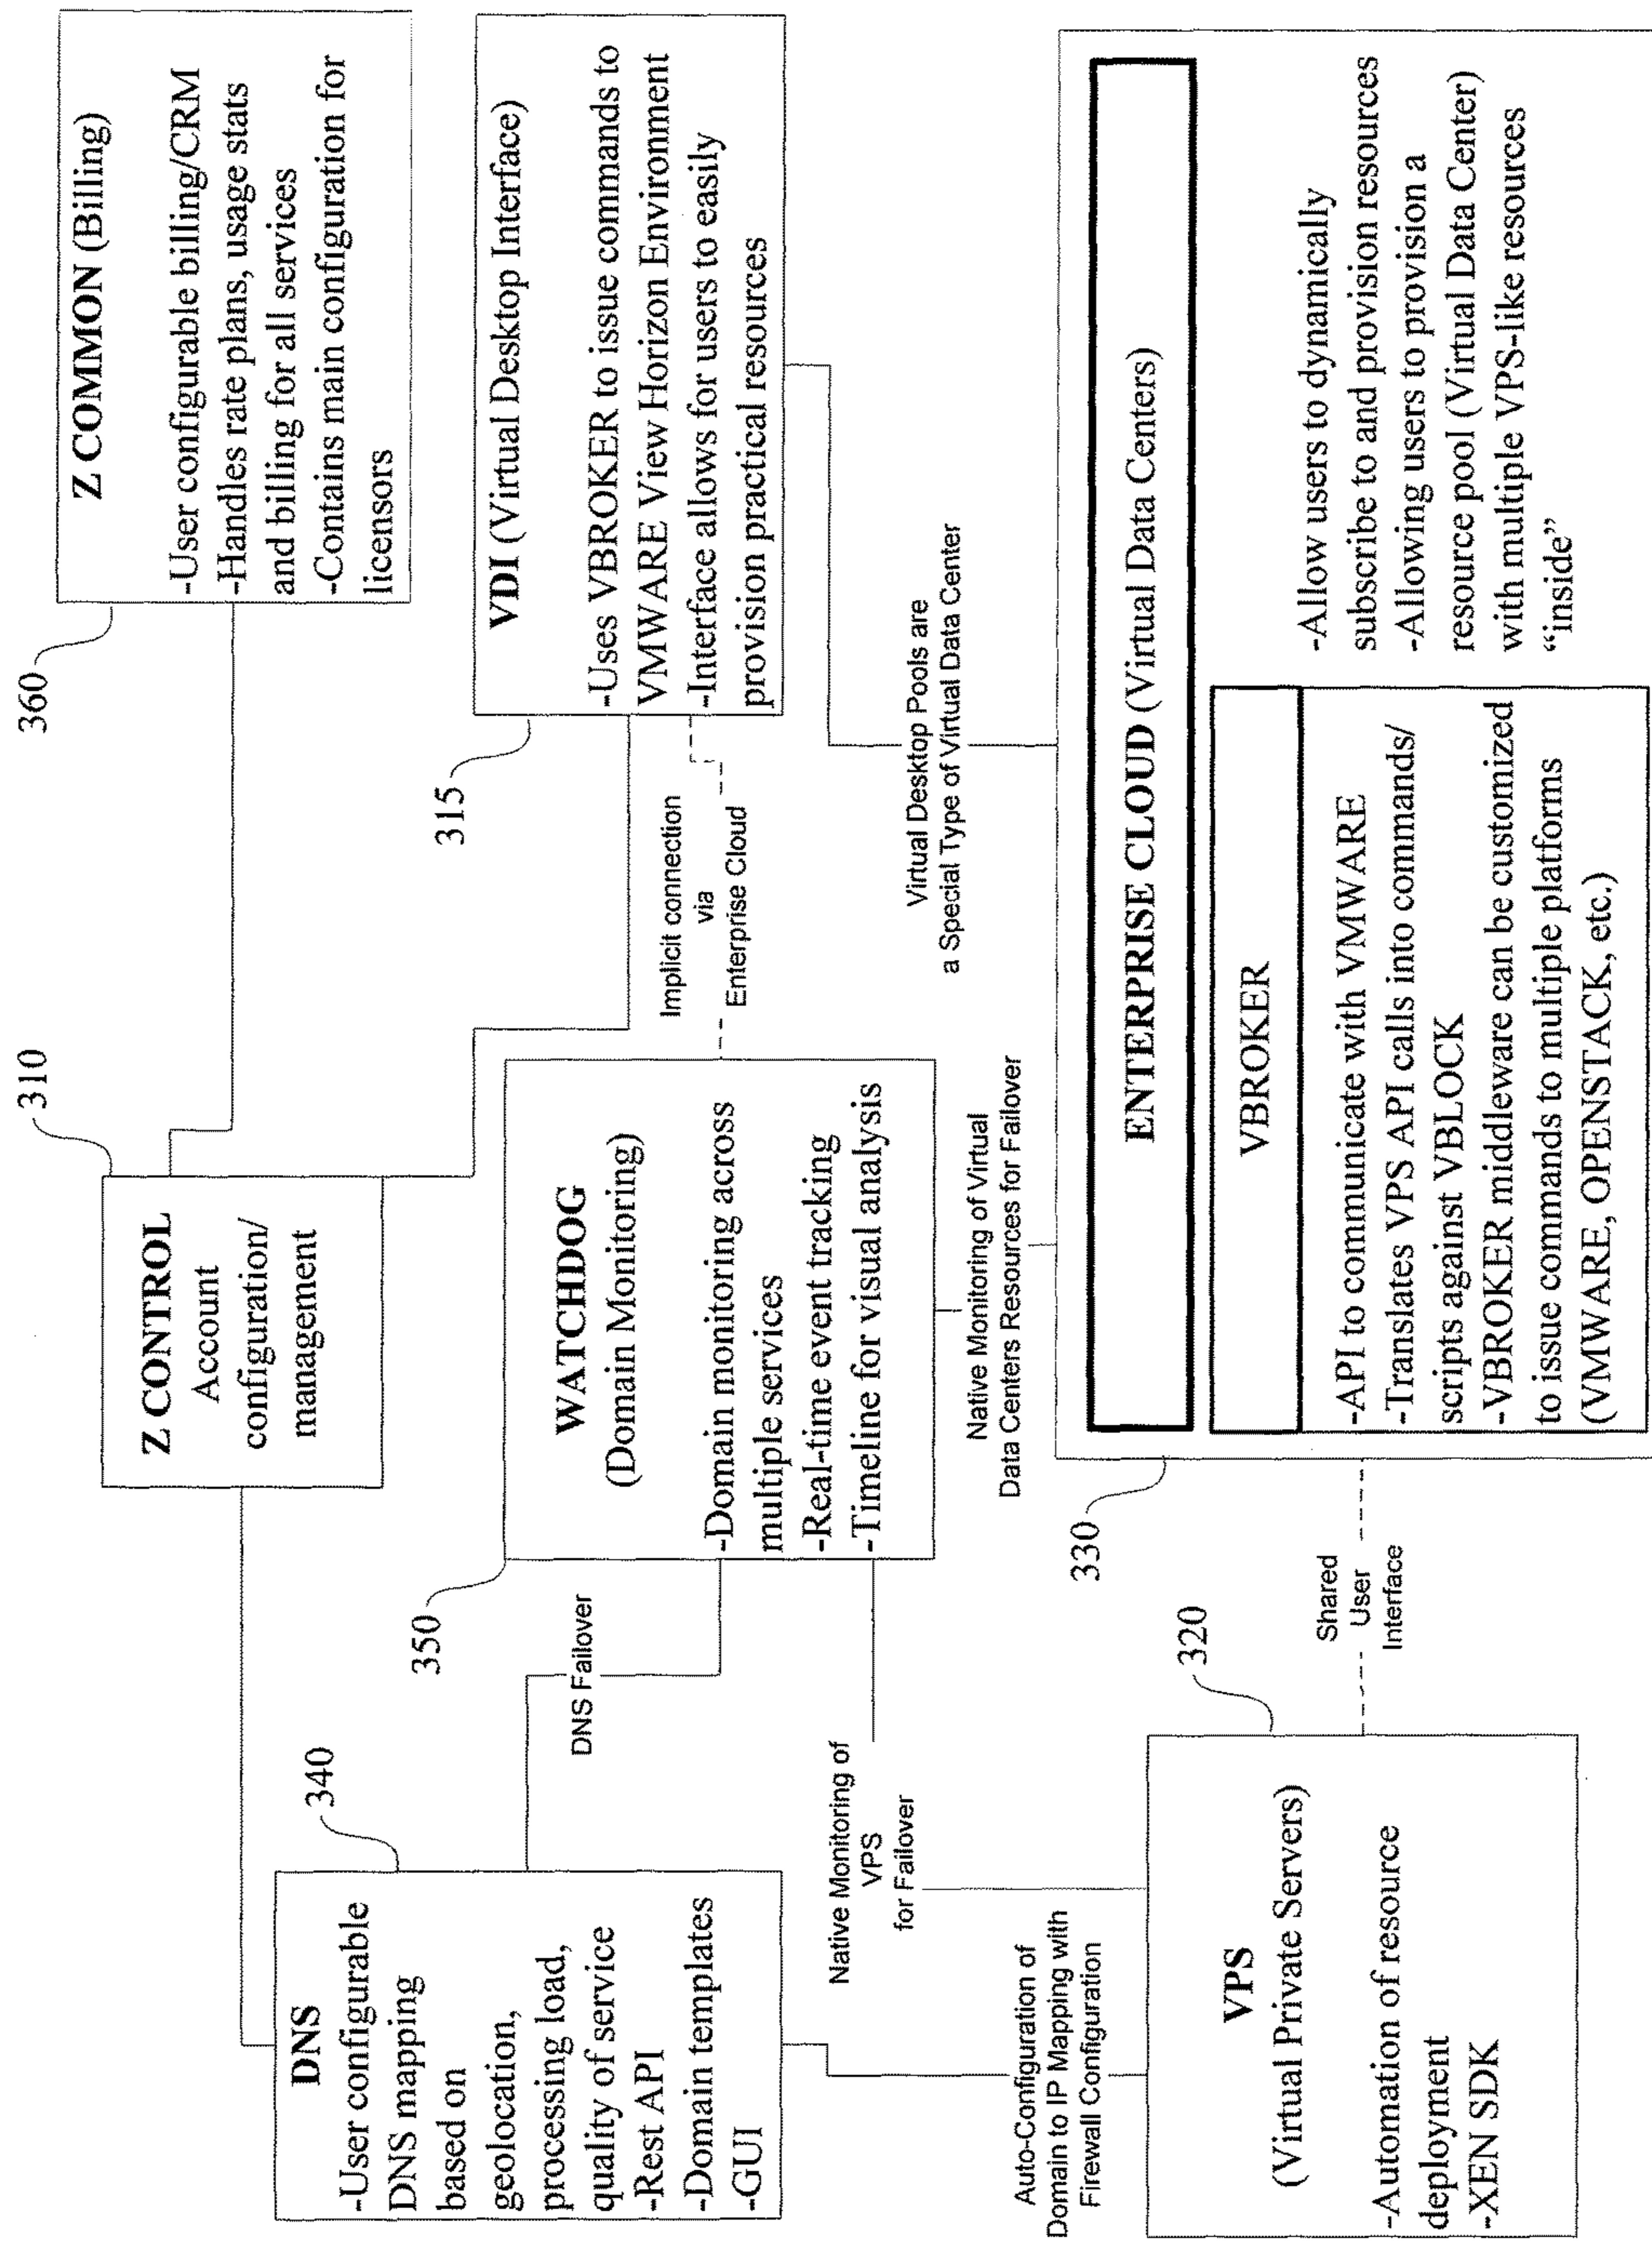 310
Z CONTROL
Account
configuration/
management
360
Z COMMON (Billing)
-User configurable billing/CRM
-Handles rate plans, usage stats
and billing for all services
-Contains main configuration for
licensors
340
DNS
-User configurable
DNS mapping
based on
geolocation,
processing load,
quality of service
-Rest API
-Domain templates
-GUI
DNS Failover
350
WATCHDOG
(Domain Monitoring)
-Domain monitoring across
multiple services
-Real-time event tracking
-Timeline for visual analysis
Implicit connection
via
Enterprise Cloud
315
VDI (Virtual Desktop Interface)
-Uses VBROKER to issue commands to
VMWARE View Horizon Environment
-Interface allows for users to easily
provision practical resources
Auto-Configuration of
Domain to IP Mapping with
Firewall Configuration
Native Monitoring of
VPS
for Failover
Native Monitoring of Virtual
Data Centers Resources for Failover
Virtual Desktop Pools are
a Special Type of Virtual Data Center
320
VPS
(Virtual Private Servers)
-Automation of resource
deployment
-XEN SDK
Shared
User
Interface
330
ENTERPRISE CLOUD (Virtual Data Centers)
VBROKER
-API to communicate with VMWARE
-Translates VPS API calls into commands/
scripts against VBLOCK
-VBROKER middleware can be customized
to issue commands to multiple platforms
(VMWARE, OPENSTACK, etc.)
-Allow users to dynamically
subscribe to and provision resources
-Allowing users to provision a
resource pool (Virtual Data Center)
with multiple VPS-like resources
“inside”